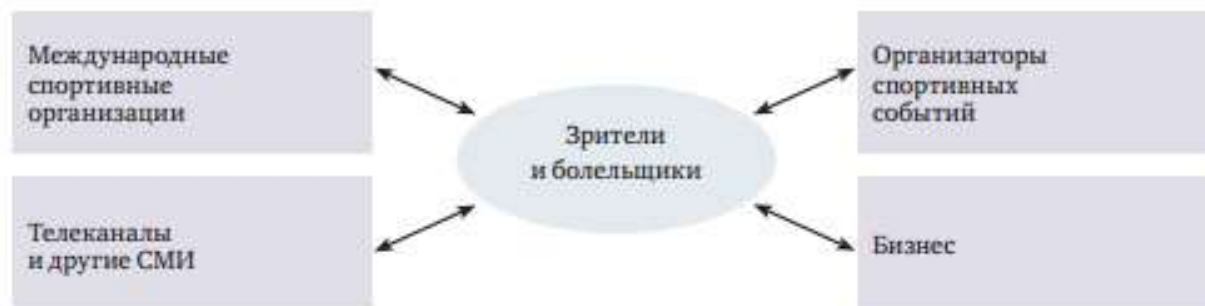 Международные
спортивные
организации
Организаторы
спортивных
событий
Зрители
и болельщики
Телеканалы
и другие СМИ
Бизнес